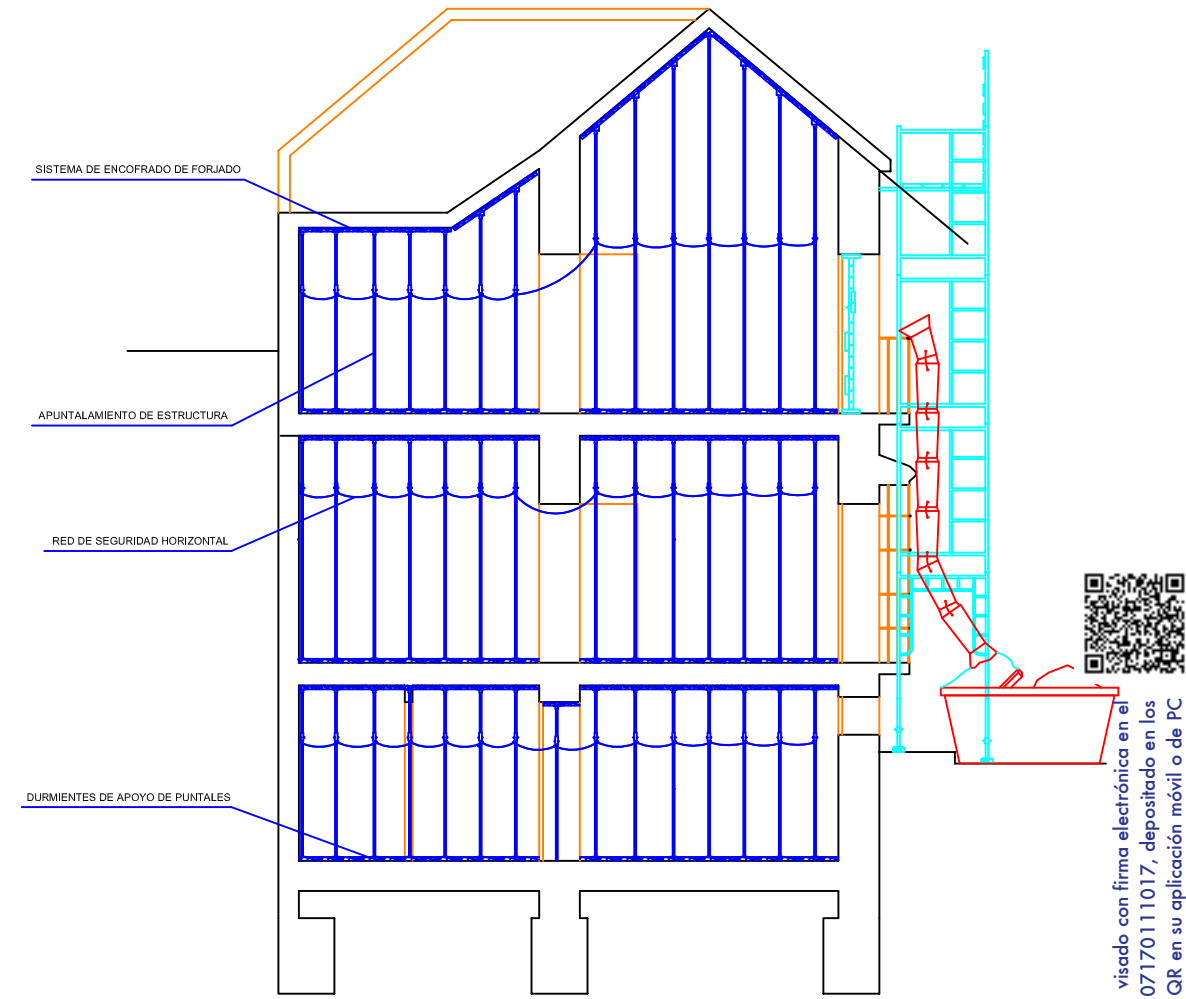 SISTEMA DE ENCOFRADO DE FORJADO
APUNTALAMIENTO DE ESTRUCTURA
RED DE SEGURIDAD HORIZONTAL
DURMIENTES DE APOYO DE PUNTALES
visado con firma electrónica en el
07170111017, depositado en los
QR en su aplicación móvil o de PC